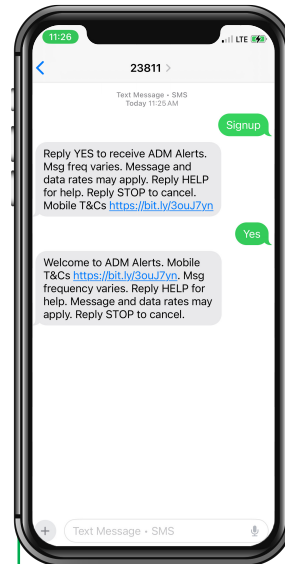 11:26
LTE
23811 >
Text Message • SMS
Today 11:25 AM
Signup
Reply YES to receive ADM Alerts.
Msg freq varies. Message and
data rates may apply. Reply HELP
for help. Reply STOP to cancel.
Mobile T&Cs https://bit.ly/3ouJ7yn
Yes
Welcome to ADM Alerts. Mobile
T&Cs https://bit.ly/3ouJ7yn. Msg
frequency varies. Reply HELP for
help. Message and data rates may
apply. Reply STOP to cancel.
Text Message • SMS